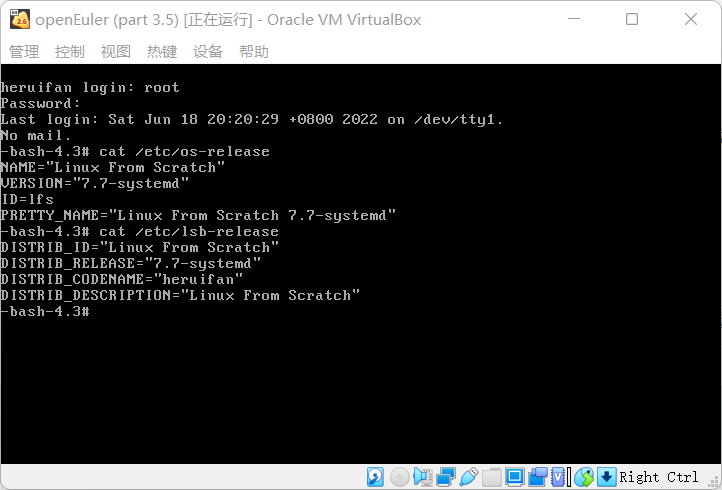 openEuler (part 3.5) [正在运行] - Oracle VM VirtualBox
管理 控制 视图 热键 设备 帮助
heruifan login: root
Password:
Last login: Sat Jun 18 20:20:29 +0800 2022 on /dev/tty1.
No mail.
-bash-4.3# cat /etc/os-release
NAME="Linux From Scratch"
VERSION="7.7-systemd"
ID=lfs
PRETTY_NAME="Linux From Scratch 7.7-systemd"
-bash-4.3# cat /etc/lsb-release
DISTRIB_ID="Linux From Scratch"
DISTRIB_RELEASE="7.7-systemd"
DISTRIB_CODENAME="heruifan"
DISTRIB_DESCRIPTION="Linux From Scratch"
-bash-4.3#
Right Ctrl